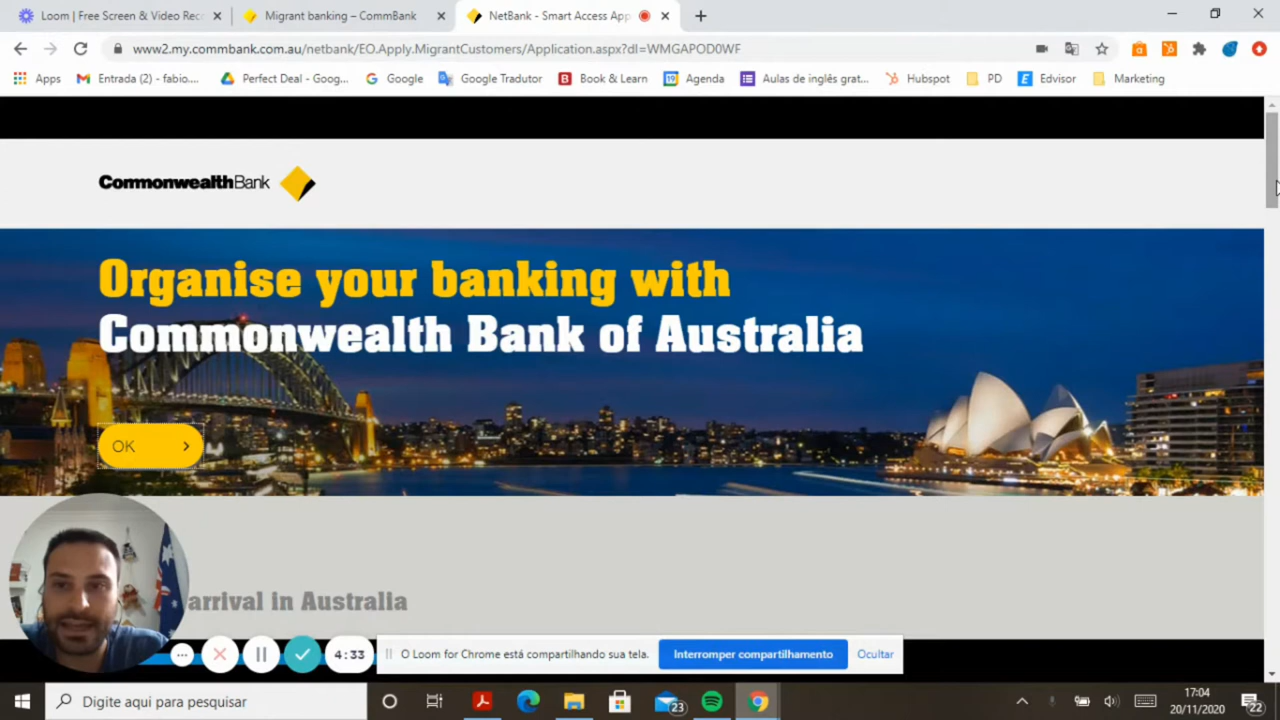 Loom | Free Screen & Video Rec
Migrant banking – CommBank
NetBank - Smart Access App
www2.my.commbank.com.au/netbank/EO.Apply.MigrantCustomers/Application.aspx?dl=WMGAPOD0WF
Apps
Entrada (2) - fabio....
Perfect Deal - Goog...
Google
Google Tradutor
Book & Learn
19
Agenda
Aulas de inglês grat...
Hubspot
PD
Edvisor
Marketing
CommonwealthBank
Organise your banking with
Commonwealth Bank of Australia
OK
arrival in Australia
4:33
O Loom for Chrome está compartilhando sua tela.
Interromper compartilhamento
Ocultar
Digite aqui para pesquisar
23
17:04
20/11/2020
22